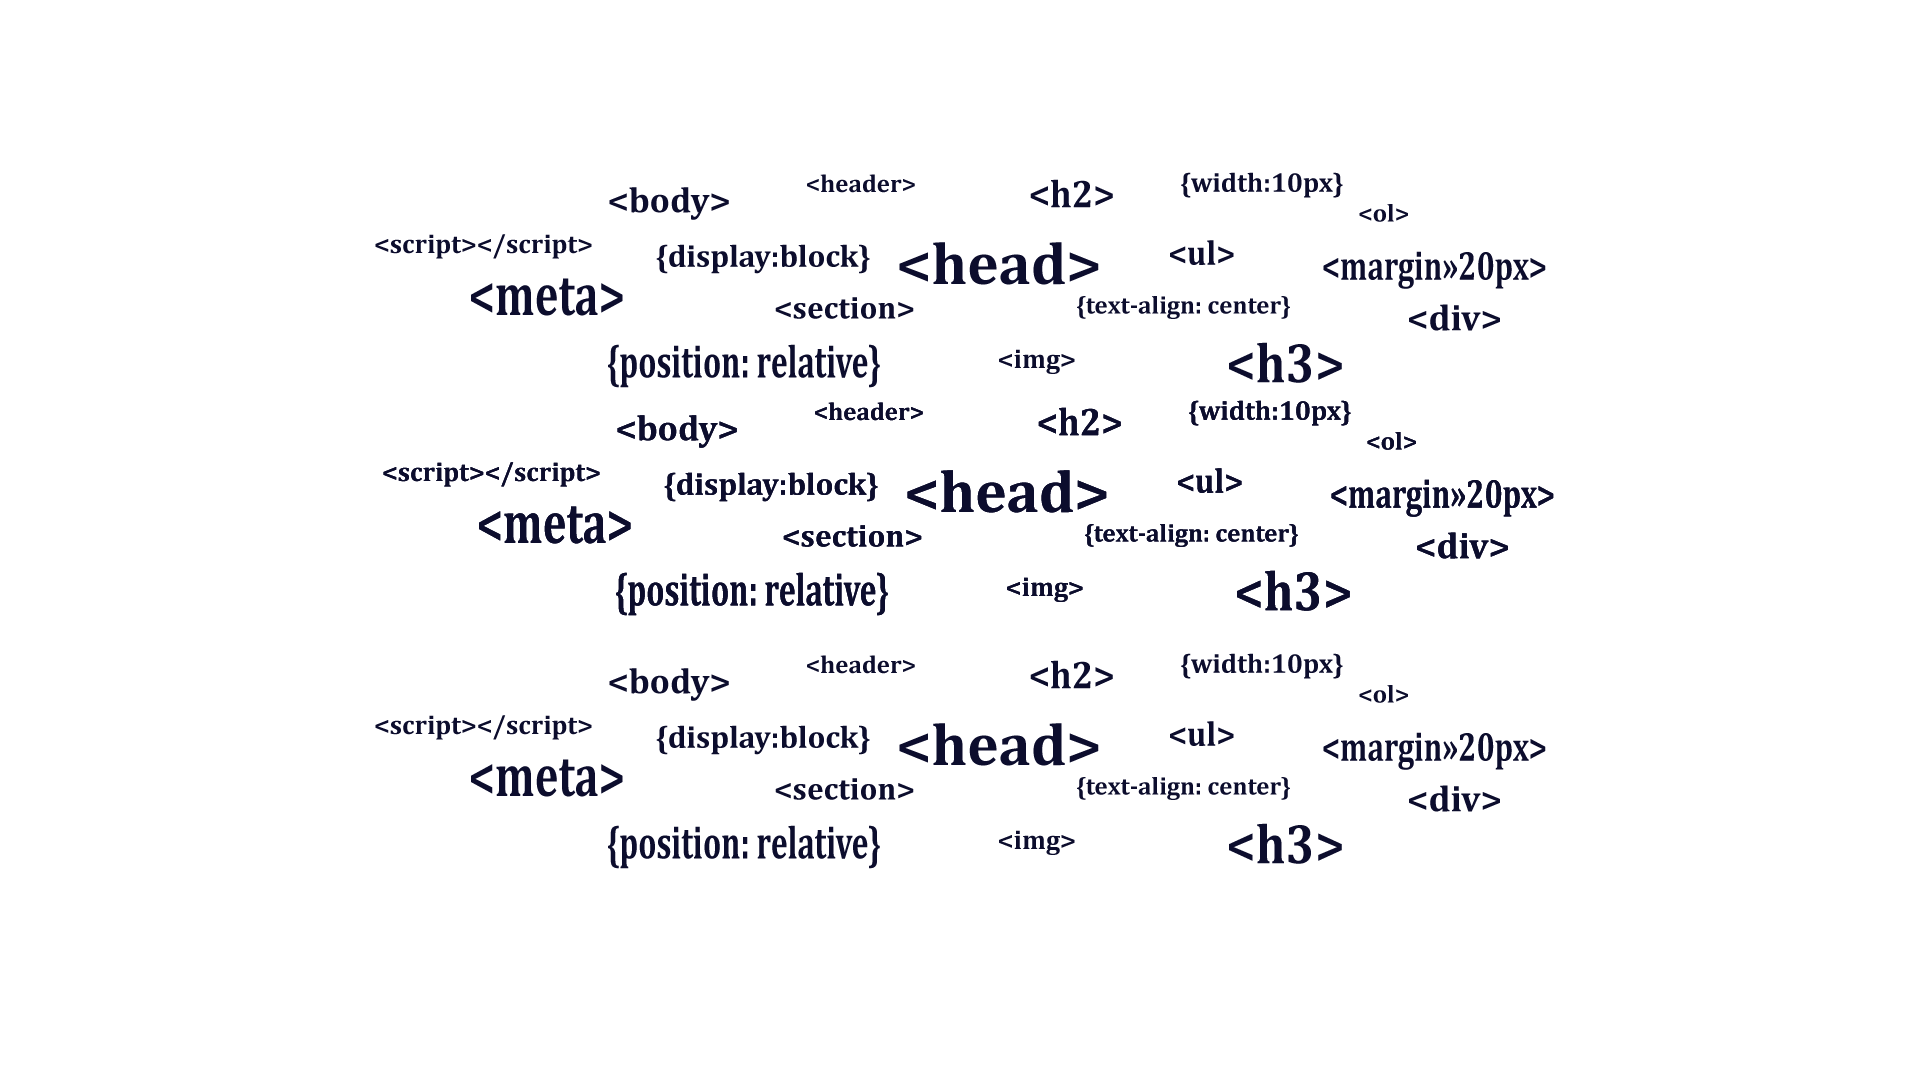 <body> <header> <h2> {width:10px}
<ol>
<script></script> {display:block} <head> <ul> <margin»20px>
<meta> <section> {text-align: center} <div>
{position: relative} <img> <h3>
<body> <header> <h2> {width:10px}
<ol>
<script></script> {display:block} <head> <ul> <margin»20px>
<meta> <section> {text-align: center} <div>
{position: relative} <img> <h3>
<body> <header> <h2> {width:10px}
<ol>
<script></script> {display:block} <head> <ul> <margin»20px>
<meta> <section> {text-align: center} <div>
{position: relative} <img> <h3>